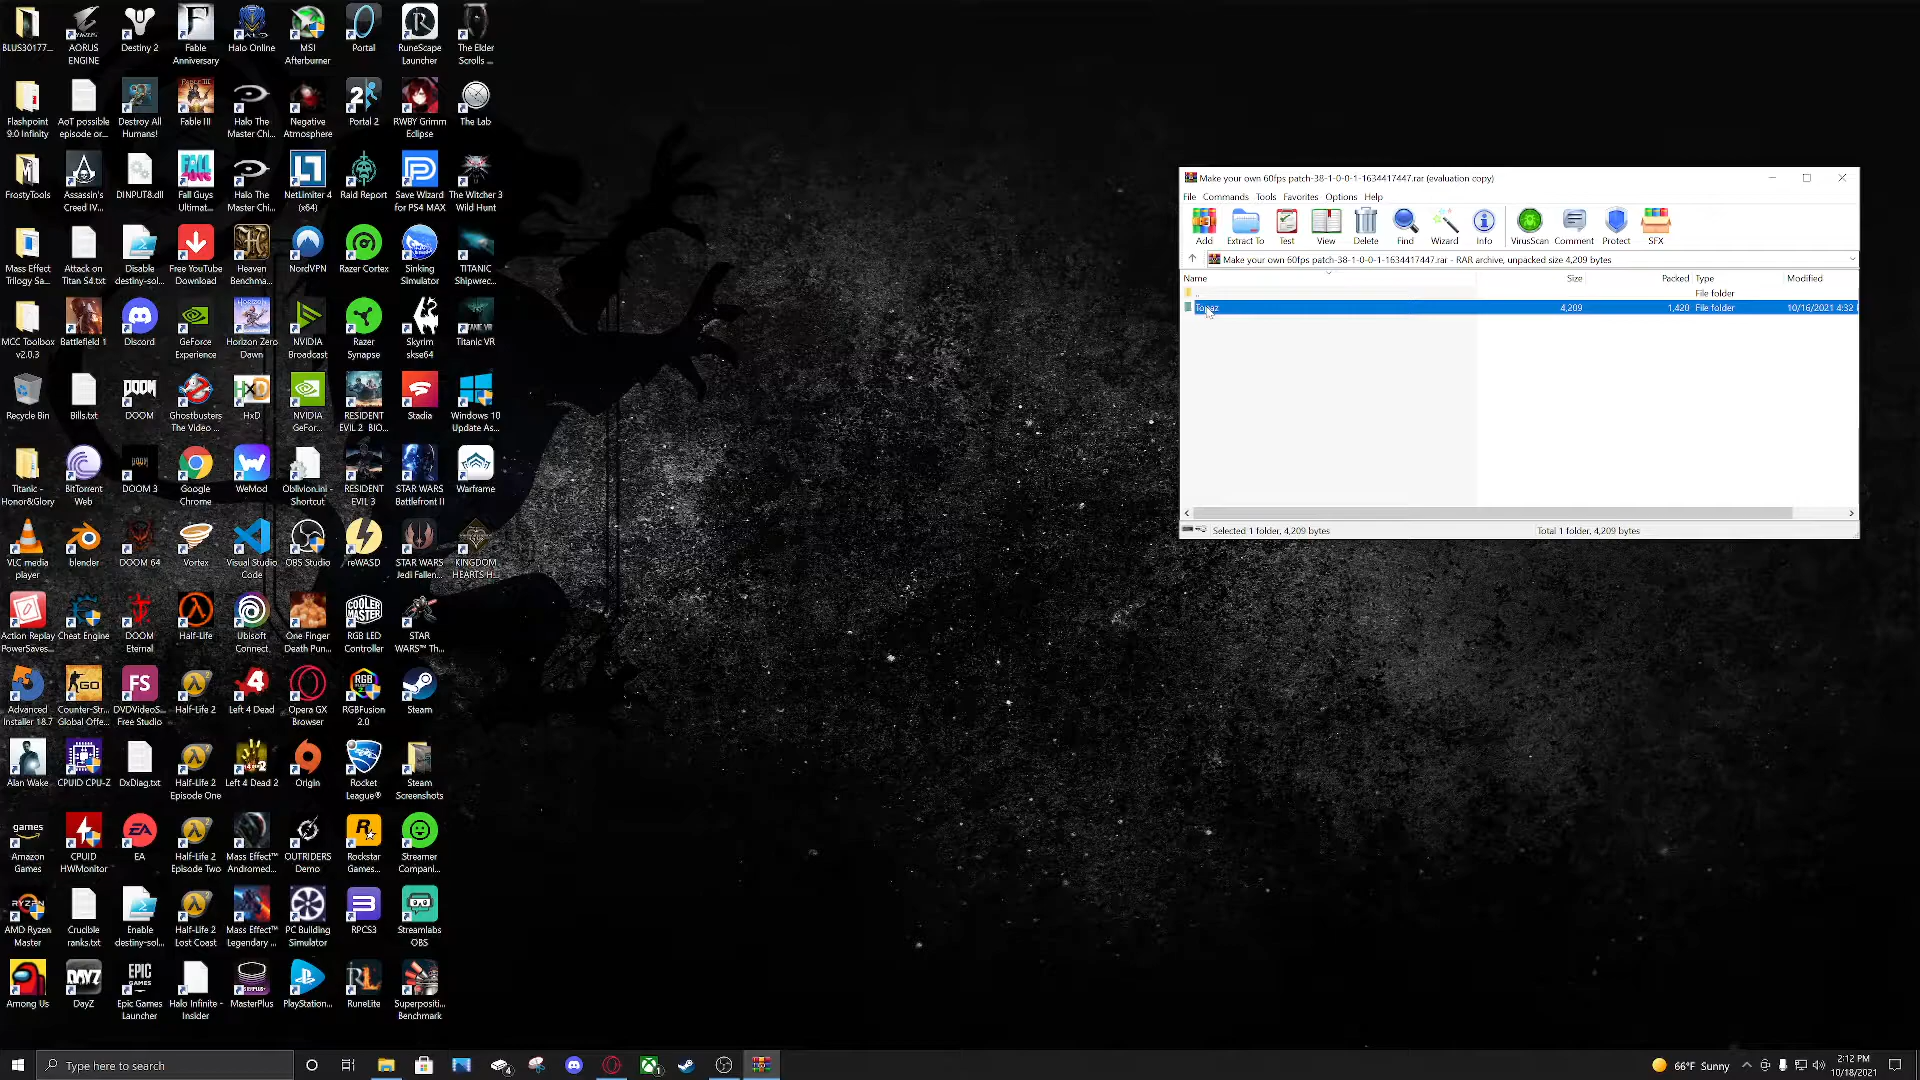 BLUS30177...
AORUS
ENGINE
Destiny 2
Fable
Anniversary
Halo Online
MSI
Afterburner
Portal
RuneScape
Launcher
The Elder
Scrolls ...
Flashpoint
9.0 Infinity
AoT possible
episode or...
Destroy All
Humans!
Fable III
Halo The
Master Chi...
Negative
Atmosphere
Portal 2
RWBY Grimm
Eclipse
The Lab
FrostyTools
Assassin's
Creed IV...
DINPUT8.dll
Fall Guys
Ultimat...
Halo The
Master Chi...
NetLimiter 4
(x64)
Raid Report
Save Wizard
for PS4 MAX
The Witcher 3
Wild Hunt
Mass Effect
Trilogy Sa...
Attack on
Titan S4.txt
Disable
destiny-sol...
Free YouTube
Download
Heaven
Benchma...
NordVPN
Razer Cortex
Sinking
Simulator
TITANIC
Shipwrec...
MCC Toolbox
v2.0.3
Battlefield 1
Discord
GeForce
Experience
Horizon Zero
Dawn
NVIDIA
Broadcast
Razer
Synapse
Skyrim
skse64
Titanic VR
Recycle Bin
Bills.txt
DOOM
Ghostbusters
The Video ...
HxD
NVIDIA
GeFor...
RESIDENT
EVIL 2 BIO...
Stadia
Windows 10
Update As...
Titanic -
Honor&Glory
BitTorrent
Web
DOOM 3
Google
Chrome
WeMod
Oblivion.ini -
Shortcut
RESIDENT
EVIL 3
STAR WARS
Battlefront II
Warframe
VLC media
player
blender
DOOM 64
Vortex
Visual Studio
Code
OBS Studio
reWASD
STAR WARS
Jedi Fallen...
KINGDOM
HEARTS H...
Action Replay
PowerSaves...
Cheat Engine
DOOM
Eternal
Half-Life
Ubisoft
Connect
One Finger
Death Pun...
RGB LED
Controller
STAR
WARS™ Th...
Advanced
Installer 18.7
Counter-Str...
Global Offe...
DVDVideoS...
Free Studio
Half-Life 2
Left 4 Dead
Opera GX
Browser
RGBFusion
2.0
Steam
Alan Wake
CPUID CPU-Z
DxDiag.txt
Half-Life 2
Episode One
Left 4 Dead 2
Origin
Rocket
League®
Steam
Screenshots
Amazon
Games
CPUID
HWMonitor
EA
Half-Life 2
Episode Two
Mass Effect™
Andromed...
OUTRIDERS
Demo
Rockstar
Games...
Streamer
Compani...
AMD Ryzen
Master
Crucible
ranks.txt
Enable
destiny-sol...
Half-Life 2
Lost Coast
Mass Effect™
Legendary ...
PC Building
Simulator
RPCS3
Streamlabs
OBS
Among Us
DayZ
Epic Games
Launcher
Halo Infinite -
Insider
MasterPlus
PlayStation...
RuneLite
Superpositi...
Benchmark
Make your own 60fps patch-38-1-0-0-1-1634417447.rar (evaluation copy)
File Commands Tools Favorites Options Help
Add Extract To Test View Delete Find Wizard Info VirusScan Comment Protect SFX
Make your own 60fps patch-38-1-0-0-1-1634417447.rar - RAR archive, unpacked size 4,209 bytes
Name Size Packed Type Modified
.. File folder
Topaz 4,209 1,420 File folder 10/16/2021 4:32
Selected 1 folder, 4,209 bytes Total 1 folder, 4,209 bytes
Type here to search
66°F Sunny
2:12 PM
10/18/2021